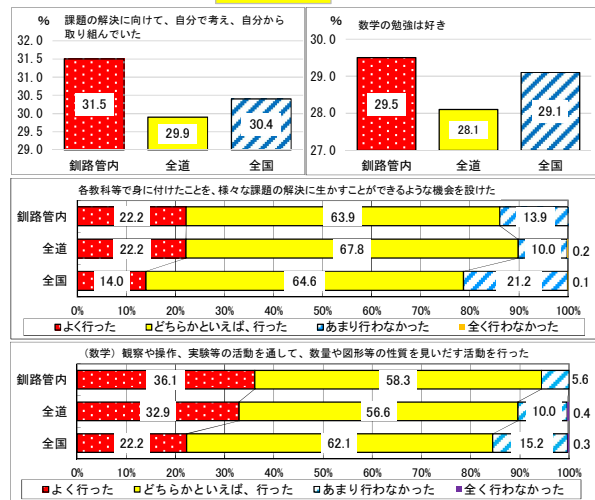 % 課題の解決に向けて、自分で考え、自分から
取り組んでいた
32.0
31.5
31.0
30.5
30.0
29.5
29.0
31.5
29.9
30.4
釧路管内 全道 全国
% 数学の勉強は好き
30.0
29.0
28.0
27.0
29.5
28.1
29.1
釧路管内 全道 全国
各教科等で身に付けたことを、様々な課題の解決に生かすことができるような機会を設けた
釧路管内 22.2 63.9 13.9
全道 22.2 67.8 10.0 0.2
全国 14.0 64.6 21.2 0.1
0% 10% 20% 30% 40% 50% 60% 70% 80% 90% 100%
よく行った どちらかといえば、行った あまり行わなかった 全く行わなかった
(数学) 観察や操作、実験等の活動を通して、数量や図形等の性質を見いだす活動を行った
釧路管内 36.1 58.3 5.6
全道 32.9 56.6 10.0 0.4
全国 22.2 62.1 15.2 0.3
0% 10% 20% 30% 40% 50% 60% 70% 80% 90% 100%
よく行った どちらかといえば、行った あまり行わなかった 全く行わなかった